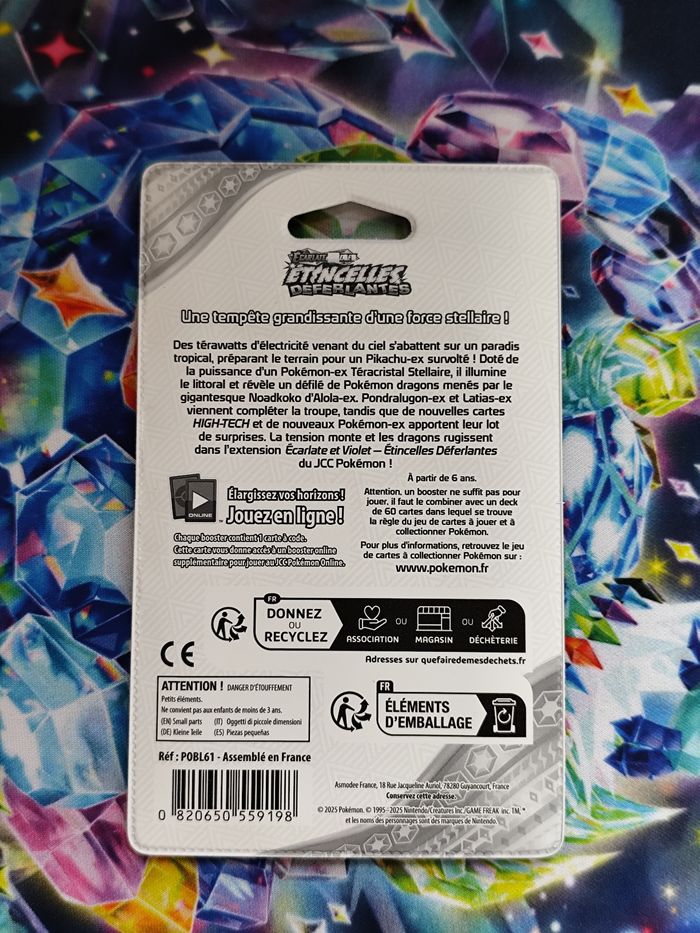 ÉCARLATE
ÉTINCELLES
DÉFERLANTES
Une tempête grandissante d'une force stellaire !
Des térawatts d'électricité venant du ciel s'abattent sur un paradis
tropical, préparant le terrain pour un Pikachu-ex survolté ! Doté de
la puissance d'un Pokémon-ex Téracristal Stellaire, il illumine
le littoral et révèle un défilé de Pokémon dragons menés par le
gigantesque Noadkoko d'Alola-ex. Pondralugon-ex et Latias-ex
viennent compléter la troupe, tandis que de nouvelles cartes
HIGH-TECH et de nouveaux Pokémon-ex apportent leur lot
de surprises. La tension monte et les dragons rugissent
dans l'extension Écarlate et Violet – Étincelles Déferlantes
du JCC Pokémon !
ONLINE
™
Élargissez vos horizons !
Jouez en ligne !
Chaque booster contient 1 carte à code.
Cette carte vous donne accès à un booster online
supplémentaire pour jouer au JCC Pokémon Online.
À partir de 6 ans.
Attention, un booster ne suffit pas pour
jouer, il faut le combiner avec un deck
de 60 cartes dans lequel se trouve
la règle du jeu de cartes à jouer et à
collectionner Pokémon.
Pour plus d'informations, retrouvez le jeu
de cartes à collectionner Pokémon sur :
www.pokemon.fr
FR
DONNEZ
OU
RECYCLEZ
ASSOCIATION
OU
MAGASIN
OU
DÉCHÈTERIE
Adresses sur quefairedemesdechets.fr
CE
ATTENTION ! DANGER D'ÉTOUFFEMENT
Petits éléments.
Ne convient pas aux enfants de moins de 3 ans.
(EN) Small parts (IT) Oggetti di piccole dimensioni
(DE) Kleine Teile (ES) Piezas pequeñas
FR
ÉLÉMENTS
D'EMBALLAGE
Réf : POBL61 - Assemblé en France
0 820650 559198
Asmodee France, 18 Rue Jacqueline Auriol, 78280 Guyancourt, France
Conservez cette adresse.
© 2025 Pokémon. © 1995–2025 Nintendo/Creatures Inc./GAME FREAK inc. TM, ®
et les noms des personnages sont des marques de Nintendo.